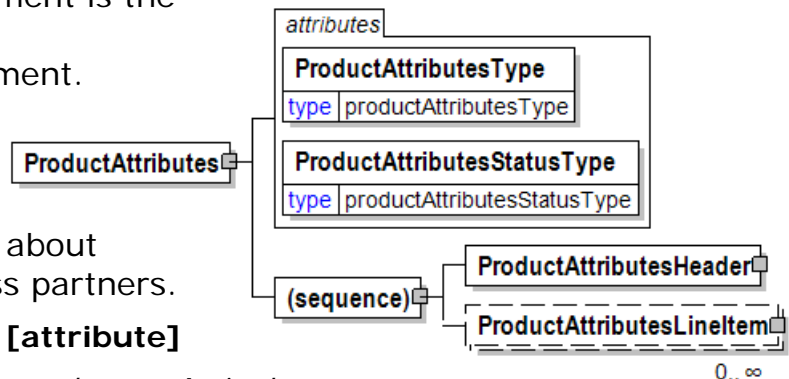 ment is the
attributes
ProductAttributesType
type productAttributesType
ment.
ProductAttributes
ProductAttributesStatusType
type productAttributesStatusType
about
ss partners.
(sequence)
ProductAttributesHeader
ProductAttributesLineItem
[attribute]
0..∞